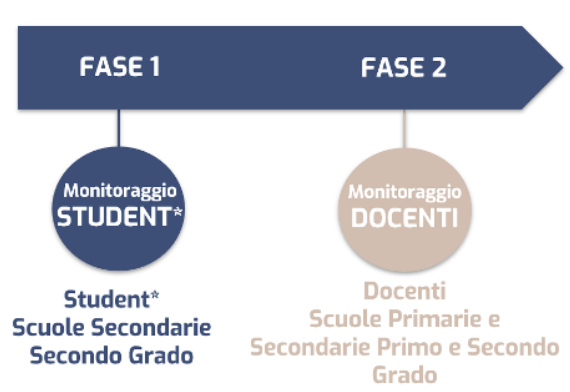 FASE 1
FASE 2
Monitoraggio
STUDENT*
Monitoraggio
DOCENTI
Student*
Scuole Secondarie
Secondo Grado
Docenti
Scuole Primarie e
Secondarie Primo e Secondo
Grado